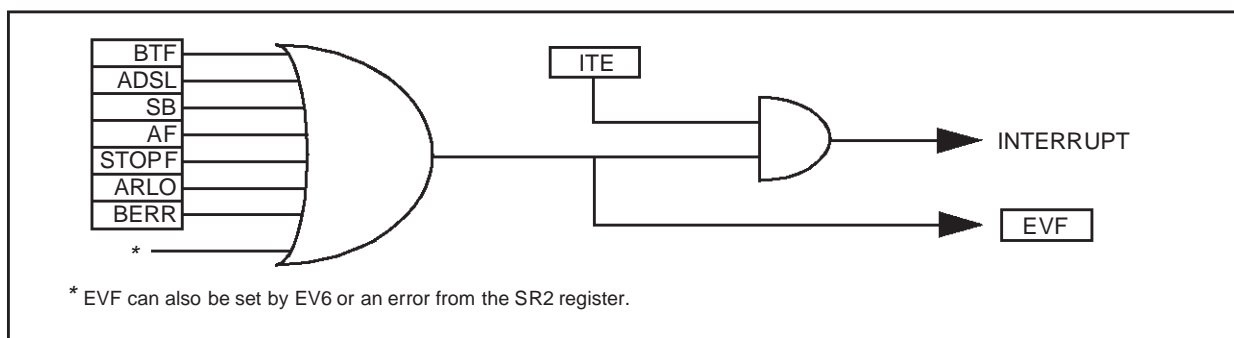 BTF
ADSL
SB
AF
STOPF
ARLO
BERR
*
ITE
INTERRUPT
EVF
* EVF can also be set by EV6 or an error from the SR2 register.